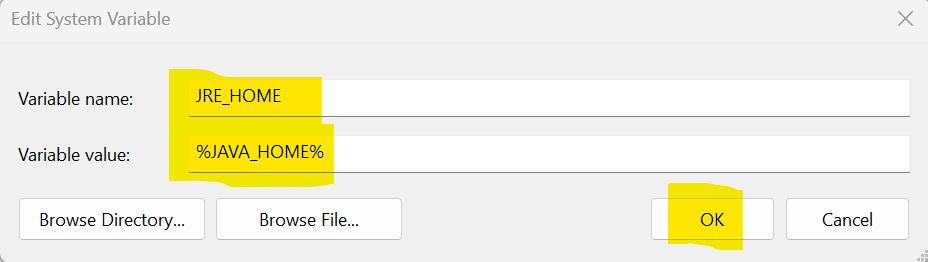 Edit System Variable
Variable name: JRE_HOME
Variable value: %JAVA_HOME%
Browse Directory... Browse File... OK Cancel